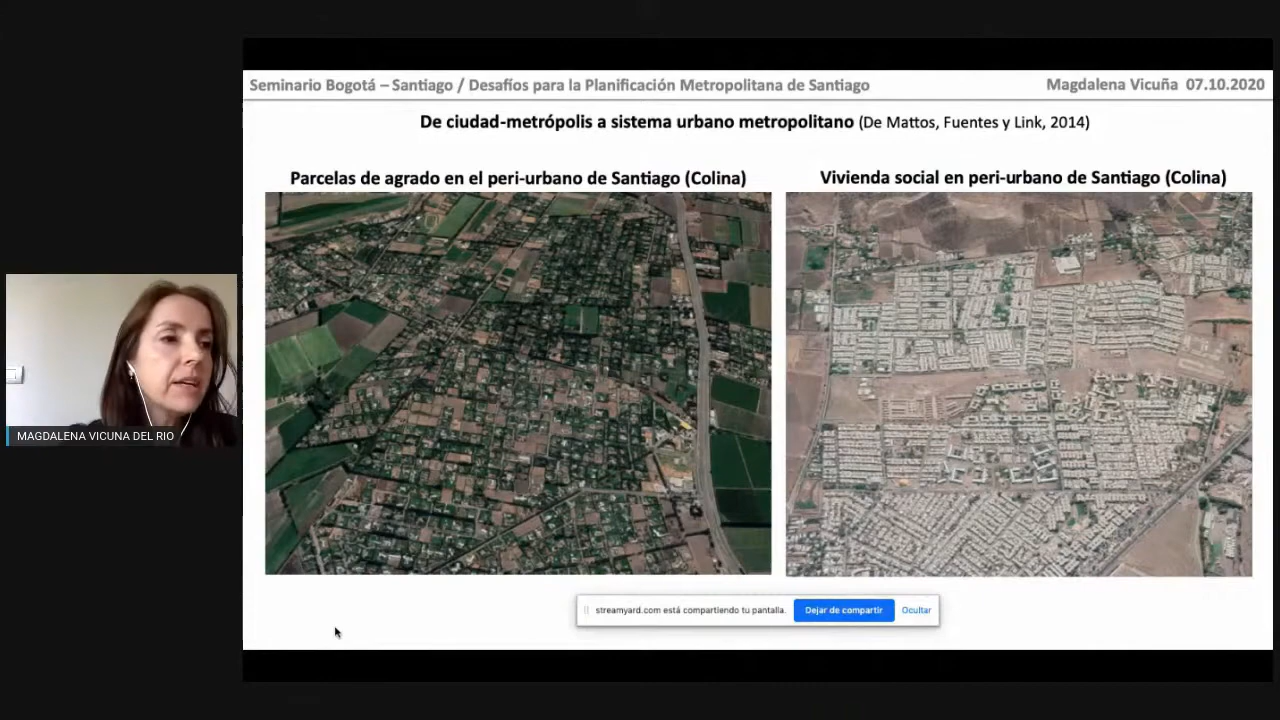 Seminario Bogotá – Santiago / Desafíos para la Planificación Metropolitana de Santiago
Magdalena Vicuña 07.10.2020
De ciudad-metrópolis a sistema urbano metropolitano (De Mattos, Fuentes y Link, 2014)
Parcelas de agrado en el peri-urbano de Santiago (Colina)
Vivienda social en peri-urbano de Santiago (Colina)
MAGDALENA VICUNA DEL RIO
streamyard.com está compartiendo tu pantalla.
Dejar de compartir
Ocultar